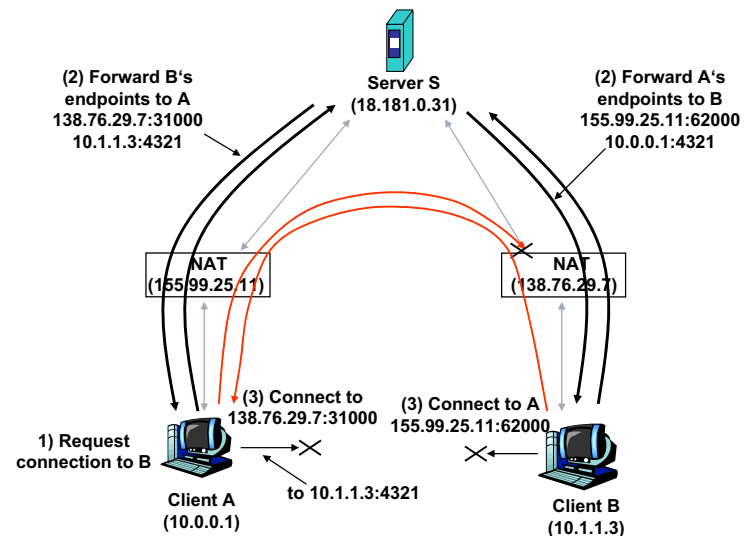 (2) Forward B‘s
endpoints to A
138.76.29.7:31000
10.1.1.3:4321
Server S
(18.181.0.31)
(2) Forward A‘s
endpoints to B
155.99.25.11:62000
10.0.0.1:4321
NAT
(155.99.25.11)
NAT
(138.76.29.7)
1) Request
connection to B
(3) Connect to
138.76.29.7:31000
(3) Connect to A
155.99.25.11:62000
to 10.1.1.3:4321
Client A
(10.0.0.1)
Client B
(10.1.1.3)